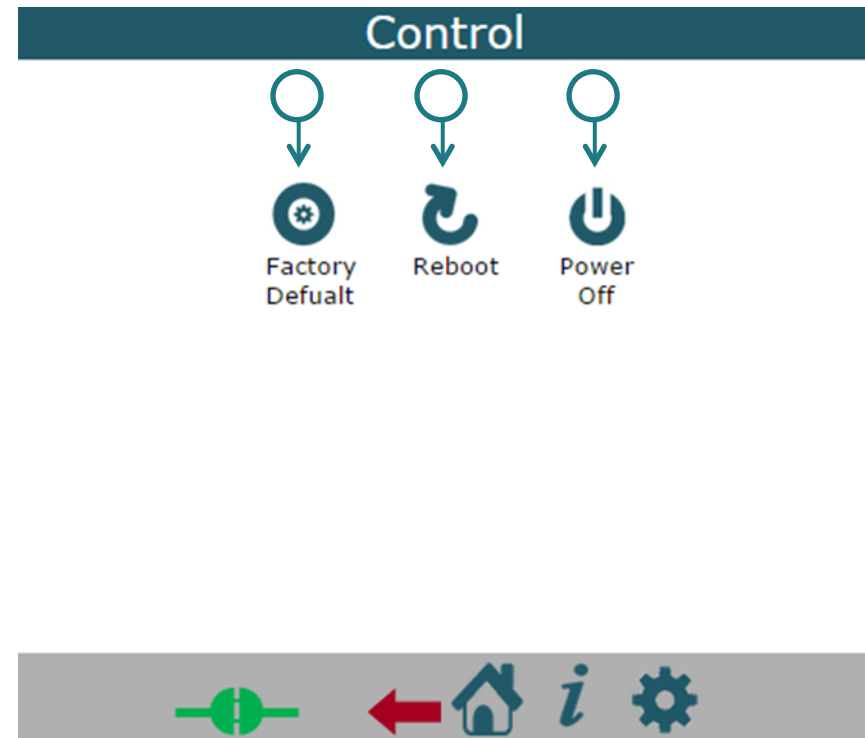 Control
Factory
Defualt
Reboot
Power
Off
i